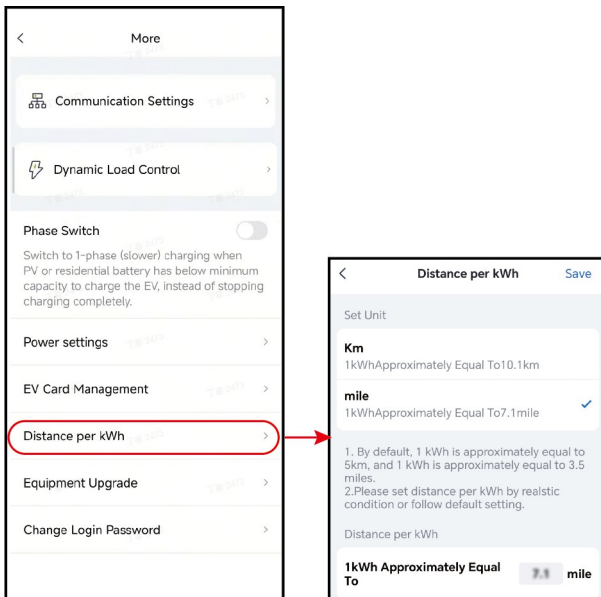 More
Communication Settings
Dynamic Load Control
Phase Switch
Switch to 1-phase (slower) charging when
PV or residential battery has below minimum
capacity to charge the EV, instead of stopping
charging completely.
Power settings
EV Card Management
Distance per kWh
Equipment Upgrade
Change Login Password
Distance per kWh Save
Set Unit
Km
1kWhApproximately Equal To10.1km
mile
1kWhApproximately Equal To7.1mile
1. By default, 1 kWh is approximately equal to
5km, and 1 kWh is approximately equal to 3.5
miles.
2.Please set distance per kWh by realstic
condition or follow default setting.
Distance per kWh
1kWh Approximately Equal
To 7.1 mile